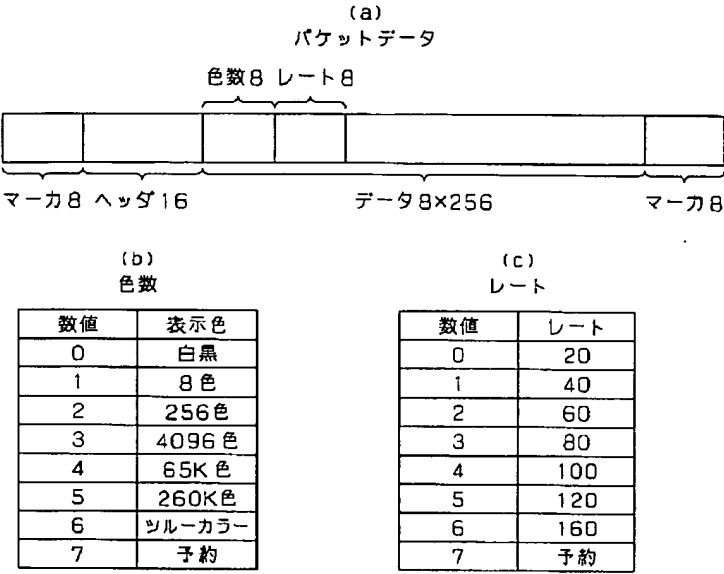 (a)
パケットデータ
色数8 レート8
マーカ8 ヘッダ16 データ8×256 マーカ8
(b)
色数
数値 表示色
0 白黒
1 8色
2 256色
3 4096色
4 65K色
5 260K色
6 ツルーカラー
7 予約
(c)
レート
数値 レート
0 20
1 40
2 60
3 80
4 100
5 120
6 160
7 予約